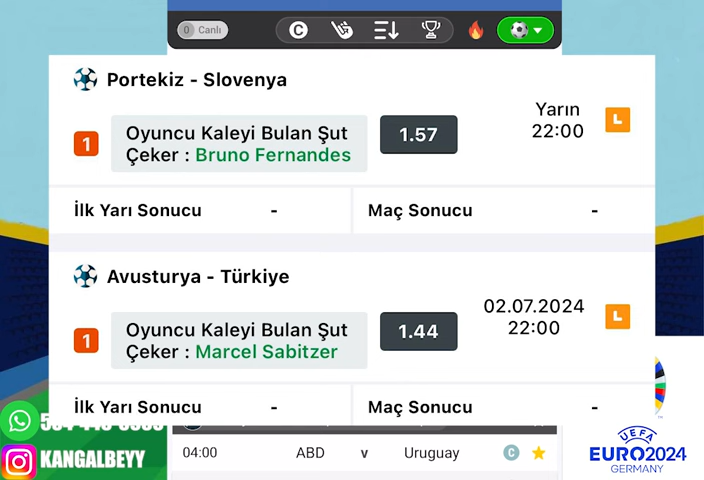 0 Canlı
Portekiz - Slovenya
Yarın
22:00
1
Oyuncu Kaleyi Bulan Şut
Çeker : Bruno Fernandes
1.57
L
İlk Yarı Sonucu -
Maç Sonucu -
Avusturya - Türkiye
02.07.2024
22:00
1
Oyuncu Kaleyi Bulan Şut
Çeker : Marcel Sabitzer
1.44
L
İlk Yarı Sonucu -
Maç Sonucu -
KANGALBEYY
04:00 ABD v Uruguay C
UEFA
EURO2024
GERMANY